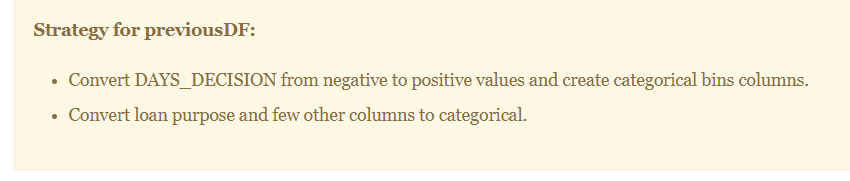 Strategy for previousDF:
• Convert DAYS_DECISION from negative to positive values and create categorical bins columns.
• Convert loan purpose and few other columns to categorical.